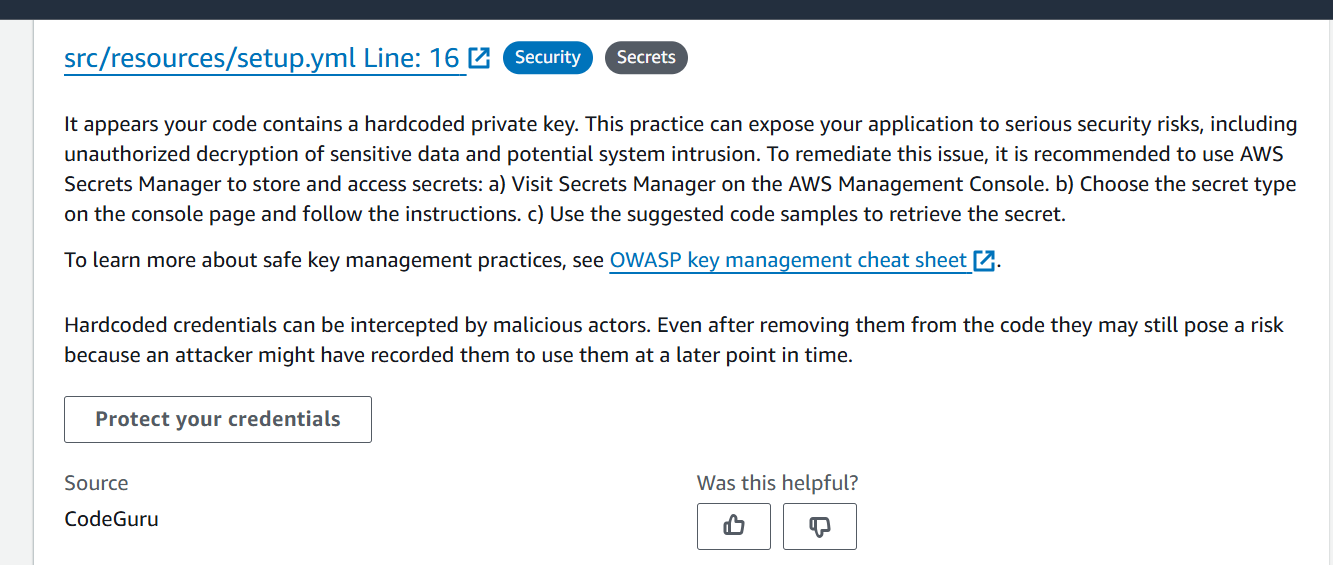 src/resources/setup.yml Line: 16 Security Secrets
It appears your code contains a hardcoded private key. This practice can expose your application to serious security risks, including
unauthorized decryption of sensitive data and potential system intrusion. To remediate this issue, it is recommended to use AWS
Secrets Manager to store and access secrets: a) Visit Secrets Manager on the AWS Management Console. b) Choose the secret type
on the console page and follow the instructions. c) Use the suggested code samples to retrieve the secret.
To learn more about safe key management practices, see OWASP key management cheat sheet.
Hardcoded credentials can be intercepted by malicious actors. Even after removing them from the code they may still pose a risk
because an attacker might have recorded them to use them at a later point in time.
Protect your credentials
Source
CodeGuru
Was this helpful?